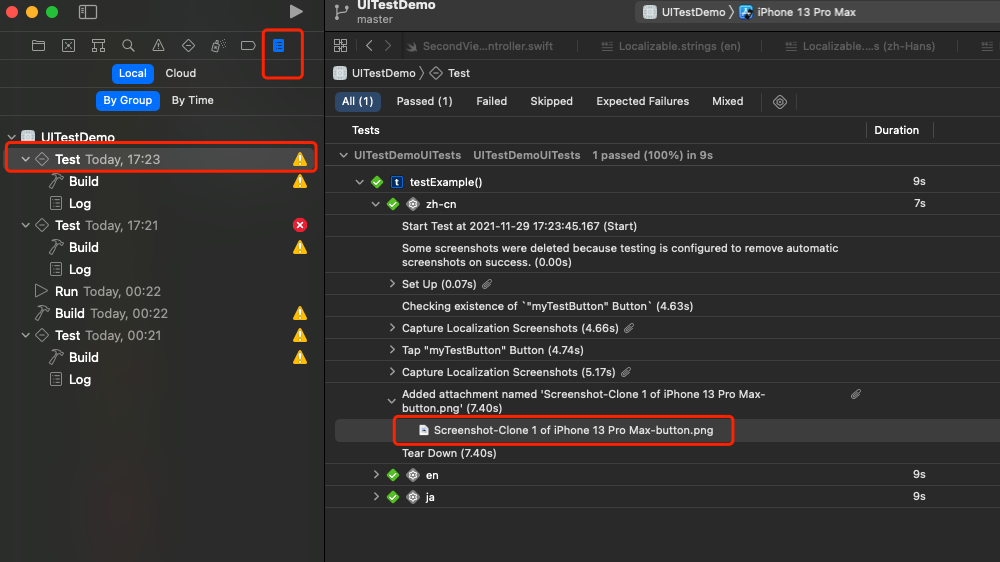 UITestDemo
master
UITestDemo
iPhone 13 Pro Max
SecondVie...ntroller.swift
Localizable.strings (en)
Localizable....s (zh-Hans)
Local
Cloud
By Group
By Time
UITestDemo
Test Today, 17:23
Build
Log
Test Today, 17:21
Build
Log
Run Today, 00:22
Build Today, 00:22
Test Today, 00:21
Build
Log
UITestDemo
Test
All (1)
Passed (1)
Failed
Skipped
Expected Failures
Mixed
Tests
Duration
UITestDemoUITests UITestDemoUITests 1 passed (100%) in 9s
t testExample() 9s
zh-cn 7s
Start Test at 2021-11-29 17:23:45.167 (Start)
Some screenshots were deleted because testing is configured to remove automatic
screenshots on success. (0.00s)
Set Up (0.07s)
Checking existence of `"myTestButton" Button` (4.63s)
Capture Localization Screenshots (4.66s)
Tap "myTestButton" Button (4.74s)
Capture Localization Screenshots (5.17s)
Added attachment named 'Screenshot-Clone 1 of iPhone 13 Pro Max-
button.png' (7.40s)
Screenshot-Clone 1 of iPhone 13 Pro Max-button.png
Tear Down (7.40s)
en 9s
ja 9s